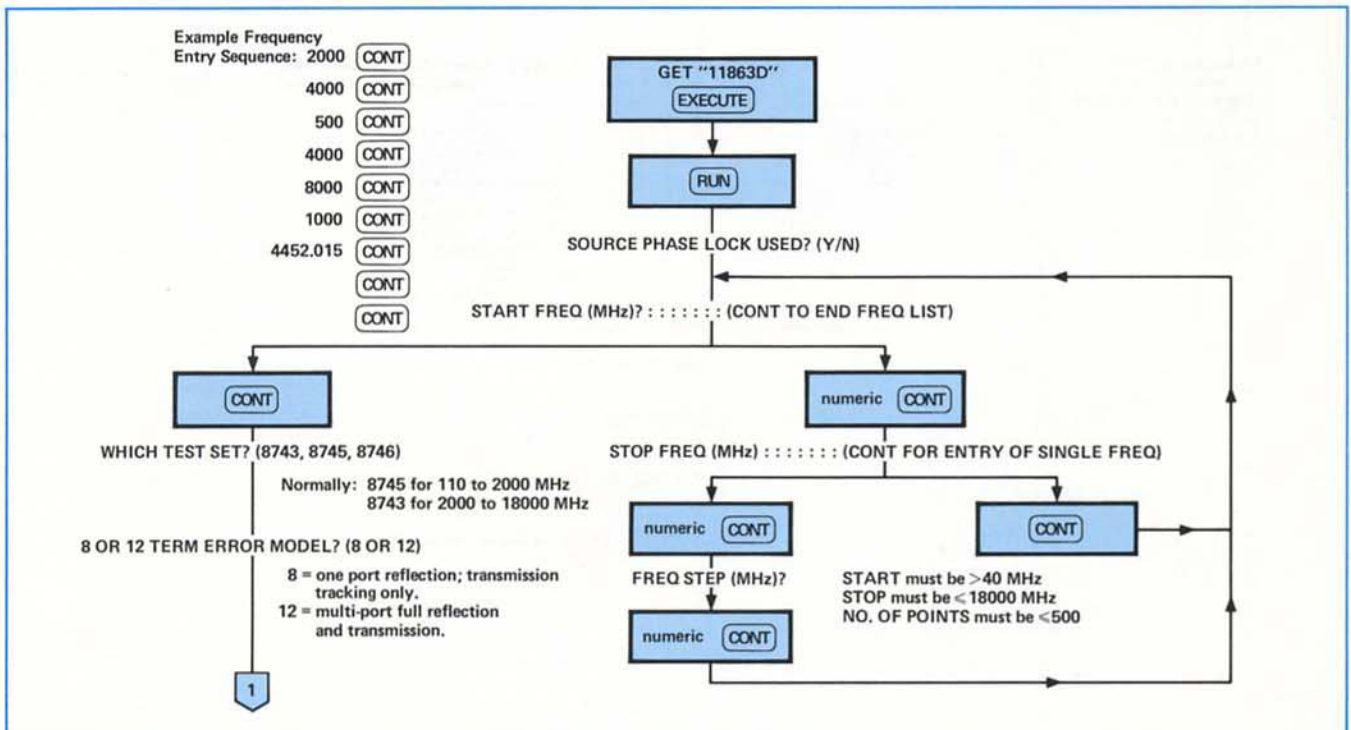 Example Frequency
Entry Sequence: 2000 CONT
4000 CONT
500 CONT
4000 CONT
8000 CONT
1000 CONT
4452.015 CONT
CONT
CONT
GET "11863D"
EXECUTE
RUN
SOURCE PHASE LOCK USED? (Y/N)
START FREQ (MHz)? : : : : : : : (CONT TO END FREQ LIST)
CONT
WHICH TEST SET? (8743, 8745, 8746)
Normally: 8745 for 110 to 2000 MHz
8743 for 2000 to 18000 MHz
8 OR 12 TERM ERROR MODEL? (8 OR 12)
8 = one port reflection; transmission
tracking only.
12 = multi-port full reflection
and transmission.
1
numeric CONT
STOP FREQ (MHz) : : : : : : : (CONT FOR ENTRY OF SINGLE FREQ)
numeric CONT
CONT
FREQ STEP (MHz)?
numeric CONT
START must be >40 MHz
STOP must be ⩽18000 MHz
NO. OF POINTS must be ⩽500